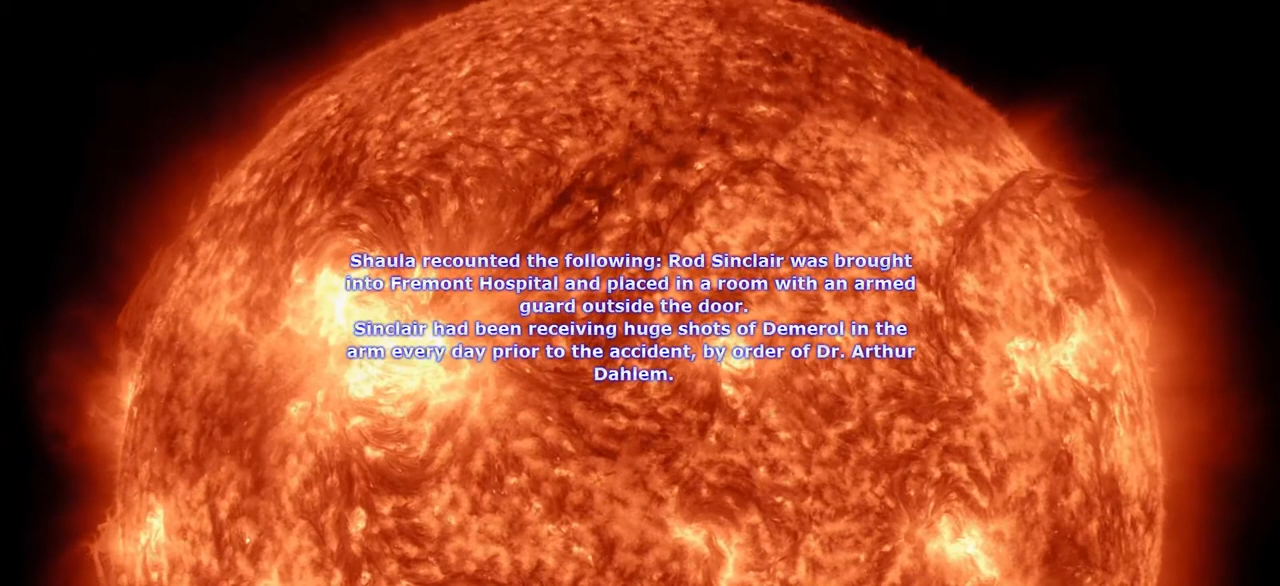 Shaula recounted the following: Rod Sinclair was brought
into Fremont Hospital and placed in a room with an armed
guard outside the door.
Sinclair had been receiving huge shots of Demerol in the
arm every day prior to the accident, by order of Dr. Arthur
Dahlem.